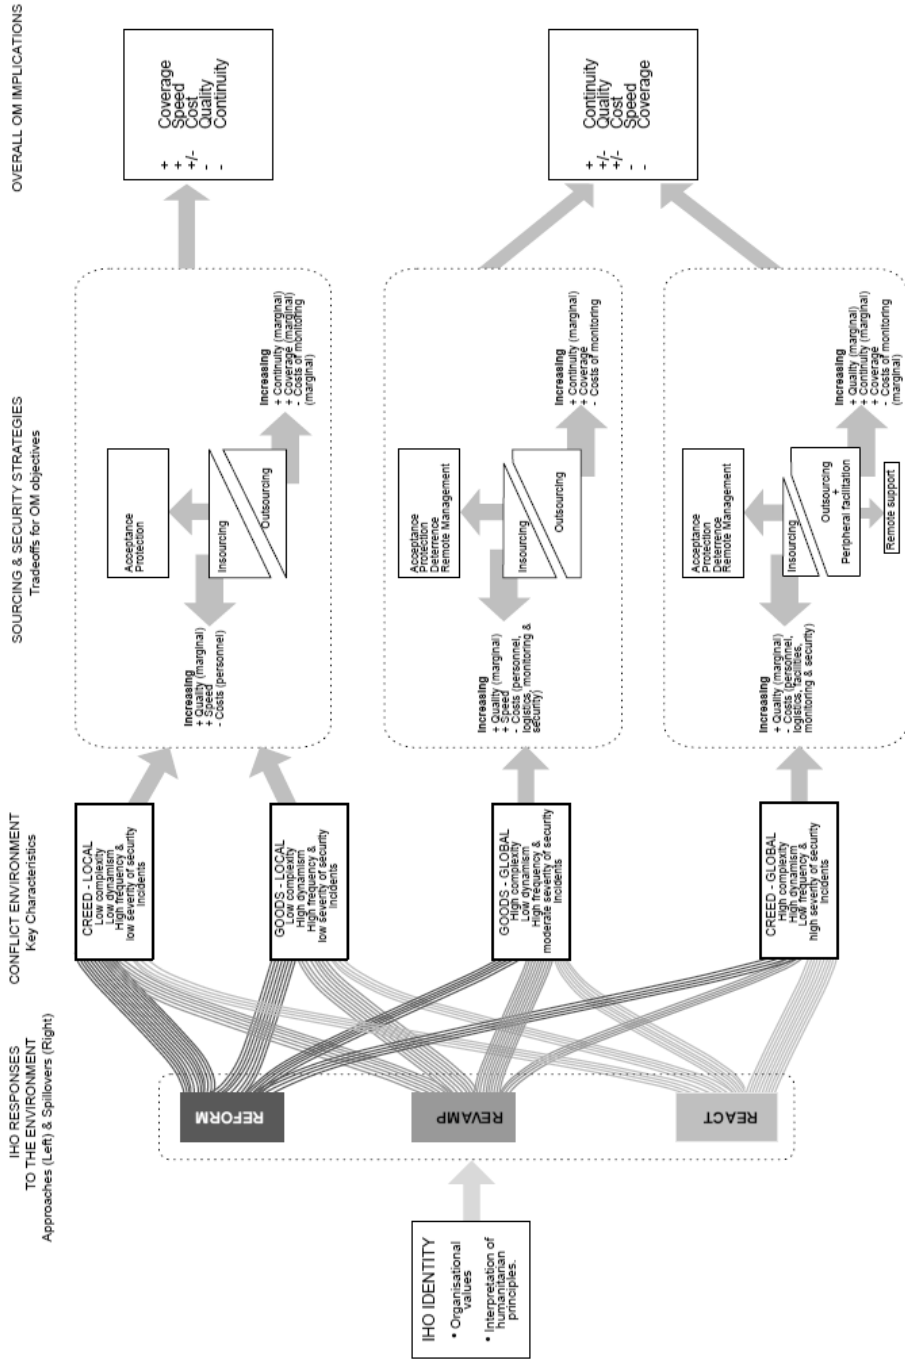 IHO RESPONSES
TO THE ENVIRONMENT
Approaches (Left) & Spillovers (Right)
CONFLICT ENVIRONMENT
Key Characteristics
SOURCING & SECURITY STRATEGIES
Tradeoffs for OM objectives
OVERALL OM IMPLICATIONS
IHO IDENTITY
• Organisational
values
• Interpretation of
humanitarian
principles.
REFORM
REVAMP
REACT
CREED - LOCAL
Low complexity
Low dynamism
High frequency &
low severity of security
Incidents
GOODS - LOCAL
Low complexity
High dynamism
High frequency &
low severity of security
Incidents
GOODS - GLOBAL
High complexity
Low dynamism
High frequency &
moderate severity of security
Incidents
CREED - GLOBAL
High complexity
High dynamism
Low frequency &
high severity of security
Incidents
Increasing
+ Quality (marginal)
+ Speed
- Costs (personnel)
Acceptance
Protection
Insourcing
Outsourcing
Increasing
+ Continuity (marginal)
+ Coverage (marginal)
- Costs of monitoring
(marginal)
Increasing
+ Quality (marginal)
+ Speed
- Costs (personnel,
logistics, monitoring &
security)
Acceptance
Protection
Deterrence
Remote Management
Insourcing
Outsourcing
Increasing
+ Continuity (marginal)
+ Coverage
- Costs of monitoring
Increasing
+ Quality (marginal)
- Costs (personnel,
logistics, facilities,
monitoring & security)
Acceptance
Protection
Deterrence
Remote Management
Insourcing
Outsourcing
+
Peripheral facilitation
Remote support
Increasing
+ Quality (marginal)
+ Continuity (marginal)
+ Coverage
- Costs of monitoring
(marginal)
+ Coverage
+ Speed
+/- Cost
- Quality
- Continuity
+ Continuity
+/- Quality
+/- Cost
- Speed
- Coverage